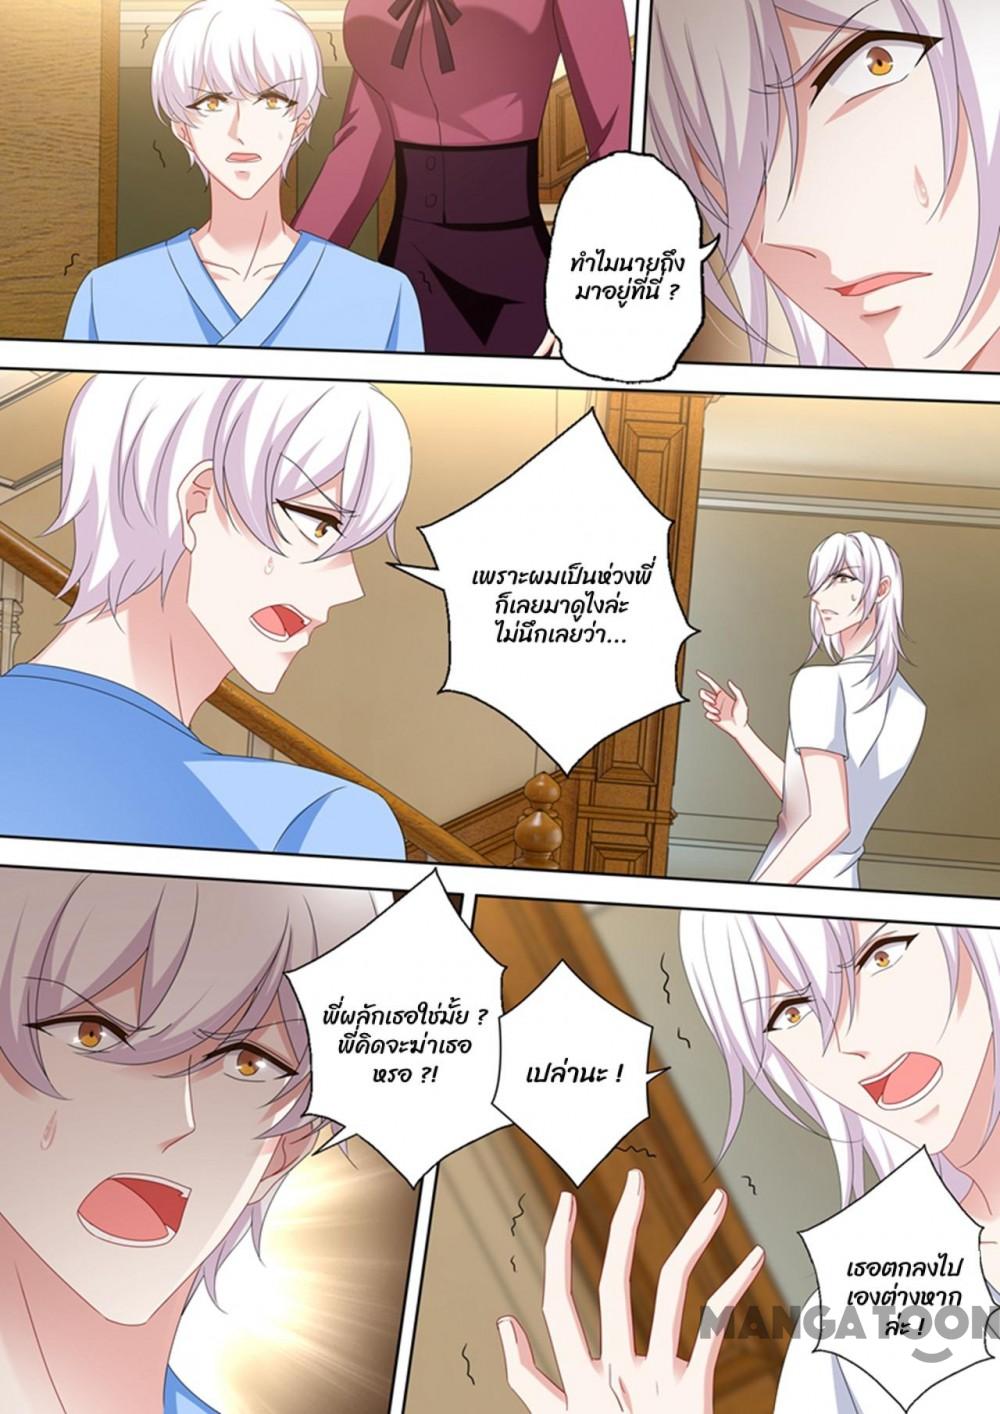 ทำไมนายถึง
มาอยู่ที่นี่ ?
เพราะผมเป็นห่วงพี่
ก็เลยมาดูไงล่ะ
ไม่นึกเลยว่า...
พี่ผลักเธอใช่มั้ย ?
พี่คิดจะฆ่าเธอ
หรอ ?!
เปล่านะ !
เธอตกลงไป
เองต่างหาก
ล่ะ !
MANGATOON